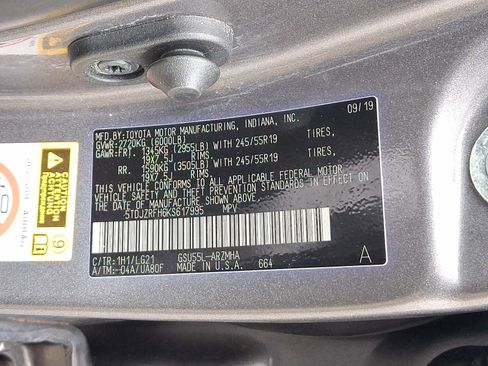 MFD.BY:TOYOTA MOTOR MANUFACTURING, INDIANA, INC. 09/19
GVWR:2720KG (6000LB)
GAWR:FRT. 1345KG (2955LB) WITH 245/55R19 TIRES,
19X7.5J RIMS.
RR. 1590KG (3505LB) WITH 245/55R19 TIRES,
19X7.5J RIMS.
THIS VEHICLE CONFORMS TO ALL APPLICABLE FEDERAL MOTOR
VEHICLE SAFETY, BUMPER, AND THEFT PREVENTION STANDARDS IN EFFECT
ON THE DATE OF MANUFACTURE SHOWN ABOVE.
5TDJZRFH6KS617995 MPV
C/TR:1H1/LG21 GSU55L-ARZMHA A
A/TM:-04A/UA80F MADE IN U.S.A. 664
CAUTION